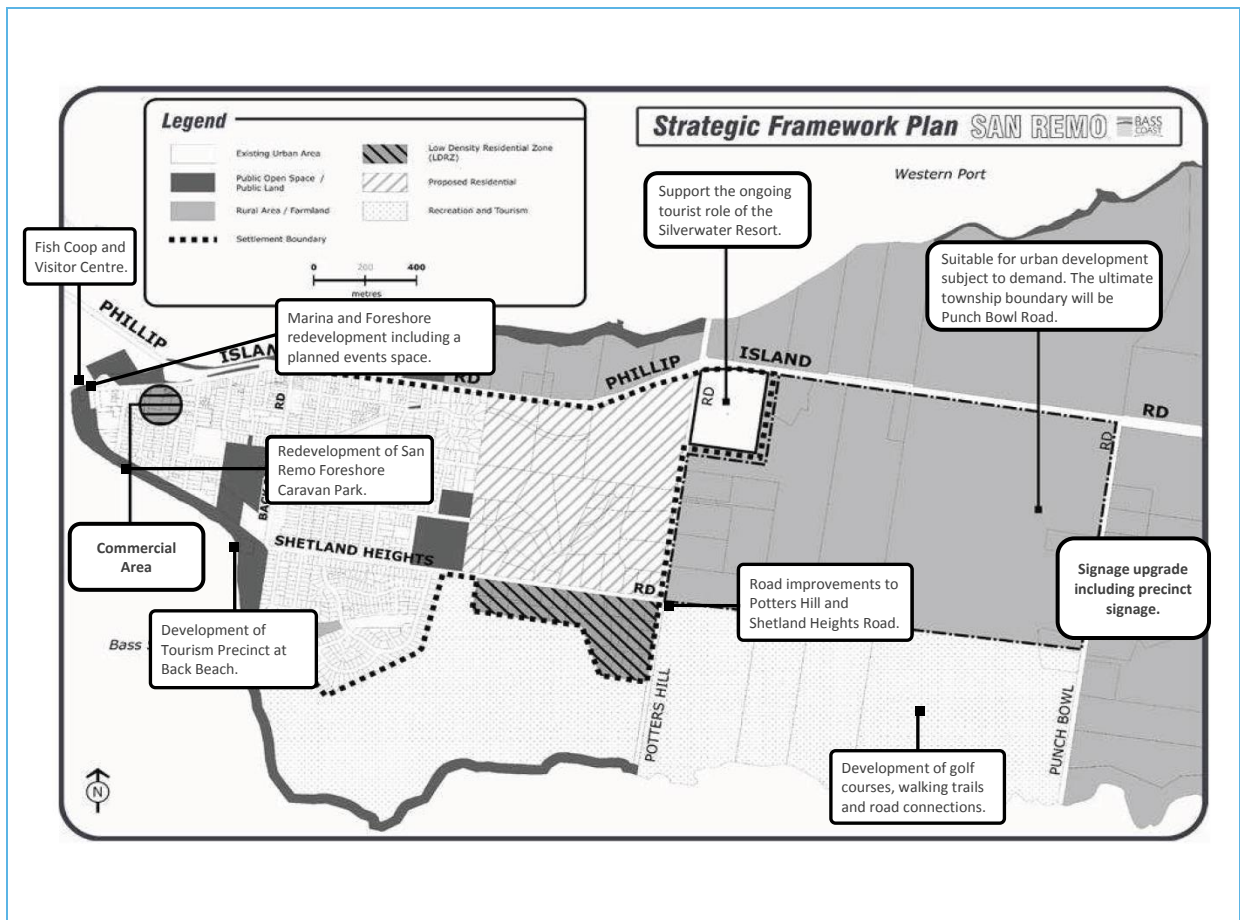 Legend
Existing Urban Area
Public Open Space /
Public Land
Rural Area / Farmland
Settlement Boundary
Low Density Residential Zone
(LDRZ)
Proposed Residential
Recreation and Tourism
0 200 400
metres
Strategic Framework Plan SAN REMO BASS
COAST
Western Port
Support the ongoing
tourist role of the
Silverwater Resort.
Fish Coop and
Visitor Centre.
Suitable for urban development
subject to demand. The ultimate
township boundary will be
Punch Bowl Road.
PHILLIP
ISLAN
RD
Marina and Foreshore
redevelopment including a
planned events space.
PHILLIP
ISLAND
RD
RD
RD
RD
Redevelopment of San
Remo Foreshore
Caravan Park.
BACK
Commercial
Area
SHETLAND HEIGHTS
RD
Signage upgrade
including precinct
signage.
Road improvements to
Potters Hill and
Shetland Heights Road.
Bass
Development of
Tourism Precinct at
Back Beach.
POTTERS HILL
PUNCH BOWL
Development of golf
courses, walking trails
and road connections.
N